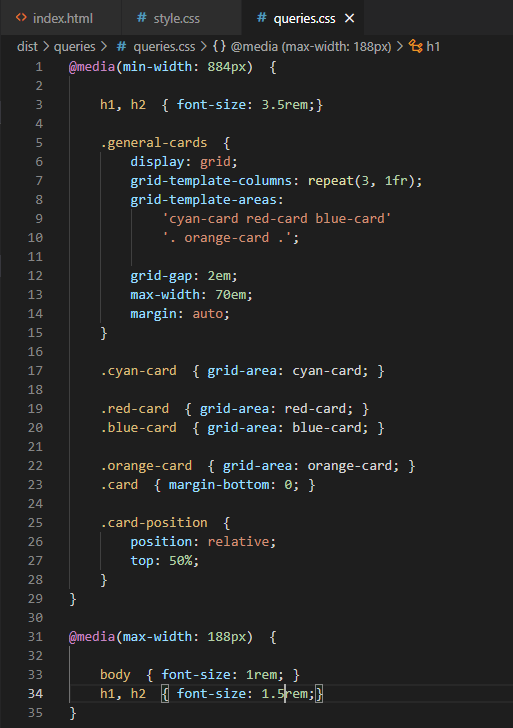 index.html style.css queries.css
dist > queries > queries.css > @media (max-width: 188px) > h1
1 @media(min-width: 884px) {
2
3 h1, h2 { font-size: 3.5rem;}
4
5 .general-cards {
6 display: grid;
7 grid-template-columns: repeat(3, 1fr);
8 grid-template-areas:
9 'cyan-card red-card blue-card'
10 '. orange-card .';
11
12 grid-gap: 2em;
13 max-width: 70em;
14 margin: auto;
15 }
16
17 .cyan-card { grid-area: cyan-card; }
18
19 .red-card { grid-area: red-card; }
20 .blue-card { grid-area: blue-card; }
21
22 .orange-card { grid-area: orange-card; }
23 .card { margin-bottom: 0; }
24
25 .card-position {
26 position: relative;
27 top: 50%;
28 }
29 }
30
31 @media(max-width: 188px) {
32
33 body { font-size: 1rem; }
34 h1, h2 { font-size: 1.5rem;}
35 }